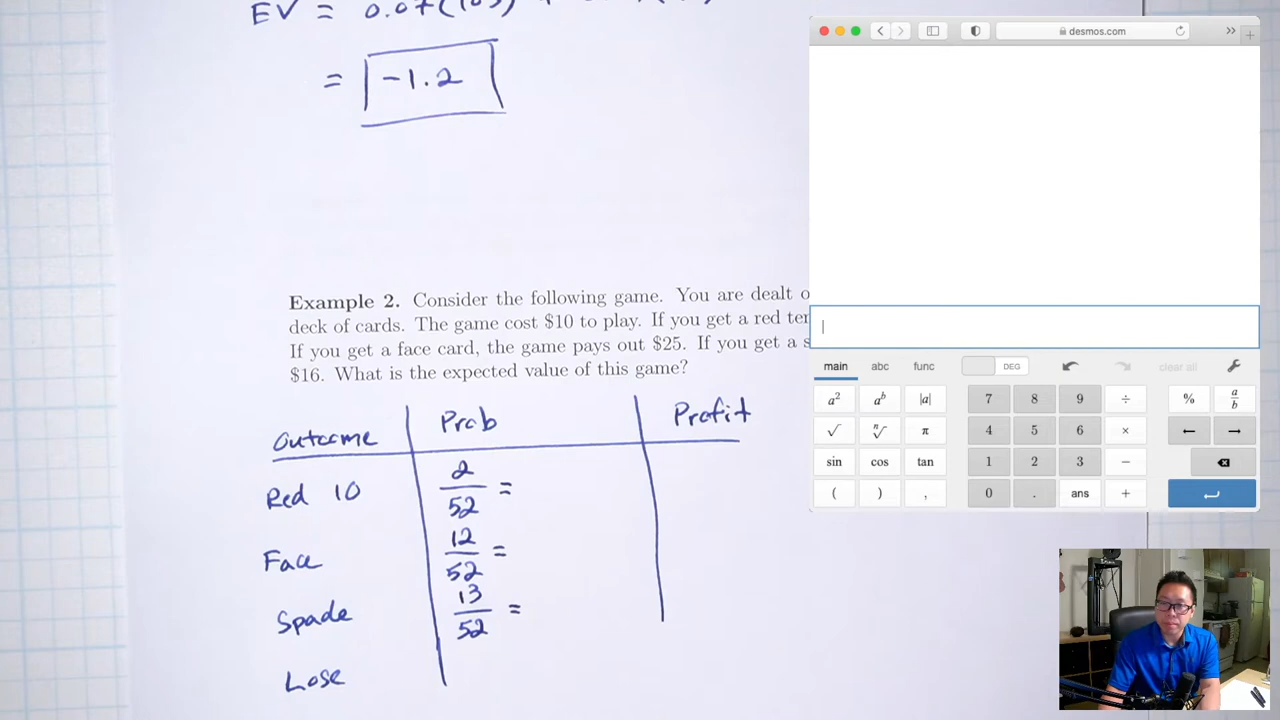 EV =
= -1.2
Example 2. Consider the following game. You are dealt o
deck of cards. The game cost $10 to play. If you get a red ten
If you get a face card, the game pays out $25. If you get a s
$16. What is the expected value of this game?
Outcome Prob Profit
Red 10 2/52 =
Face 12/52 =
Spade 13/52 =
Lose
desmos.com
main abc func DEG clear all
a² aᵇ |a| 7 8 9 ÷ % a/b
√ ⁿ√ π 4 5 6 × ← →
sin cos tan 1 2 3 −
( ) , 0 . ans +